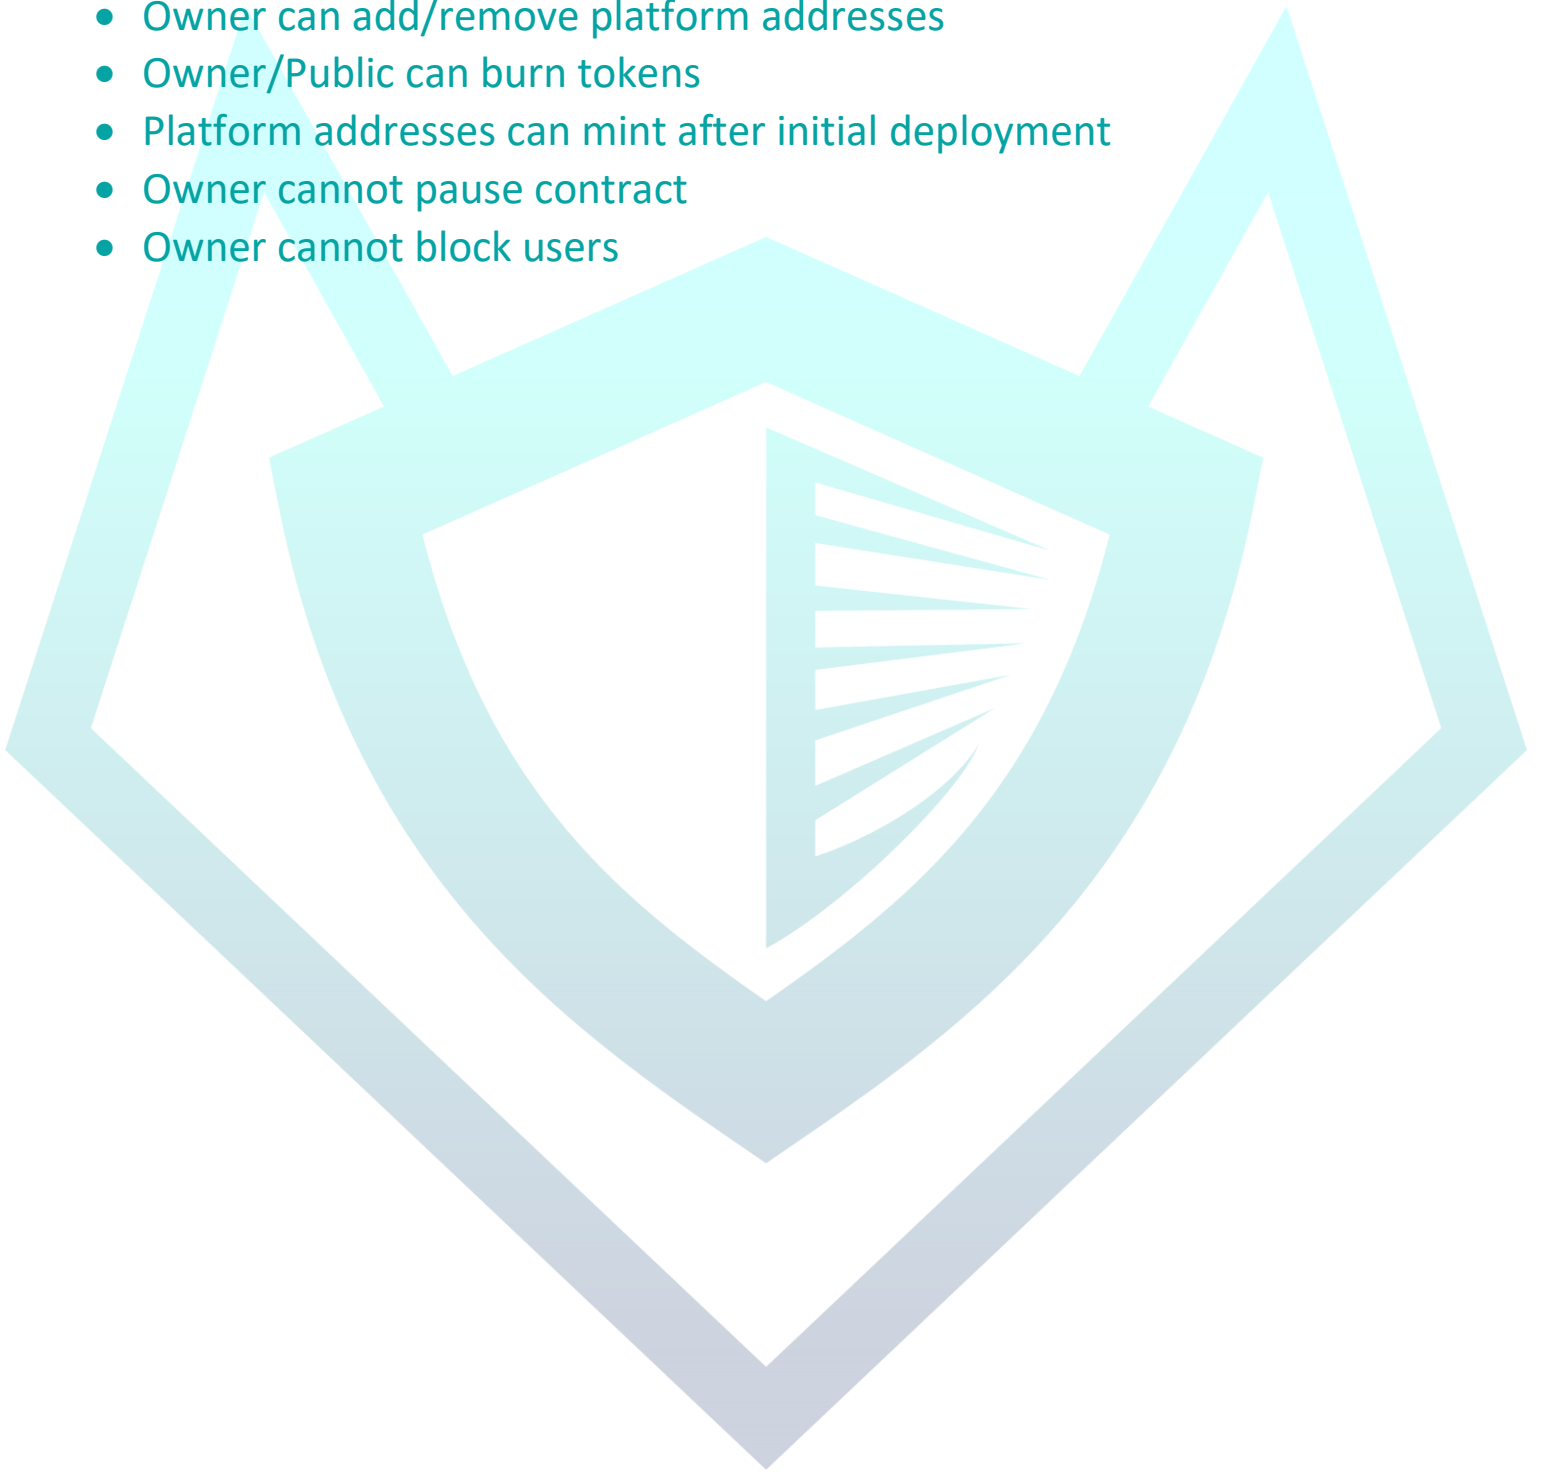 • Owner can add/remove platform addresses
• Owner/Public can burn tokens
• Platform addresses can mint after initial deployment
• Owner cannot pause contract
• Owner cannot block users